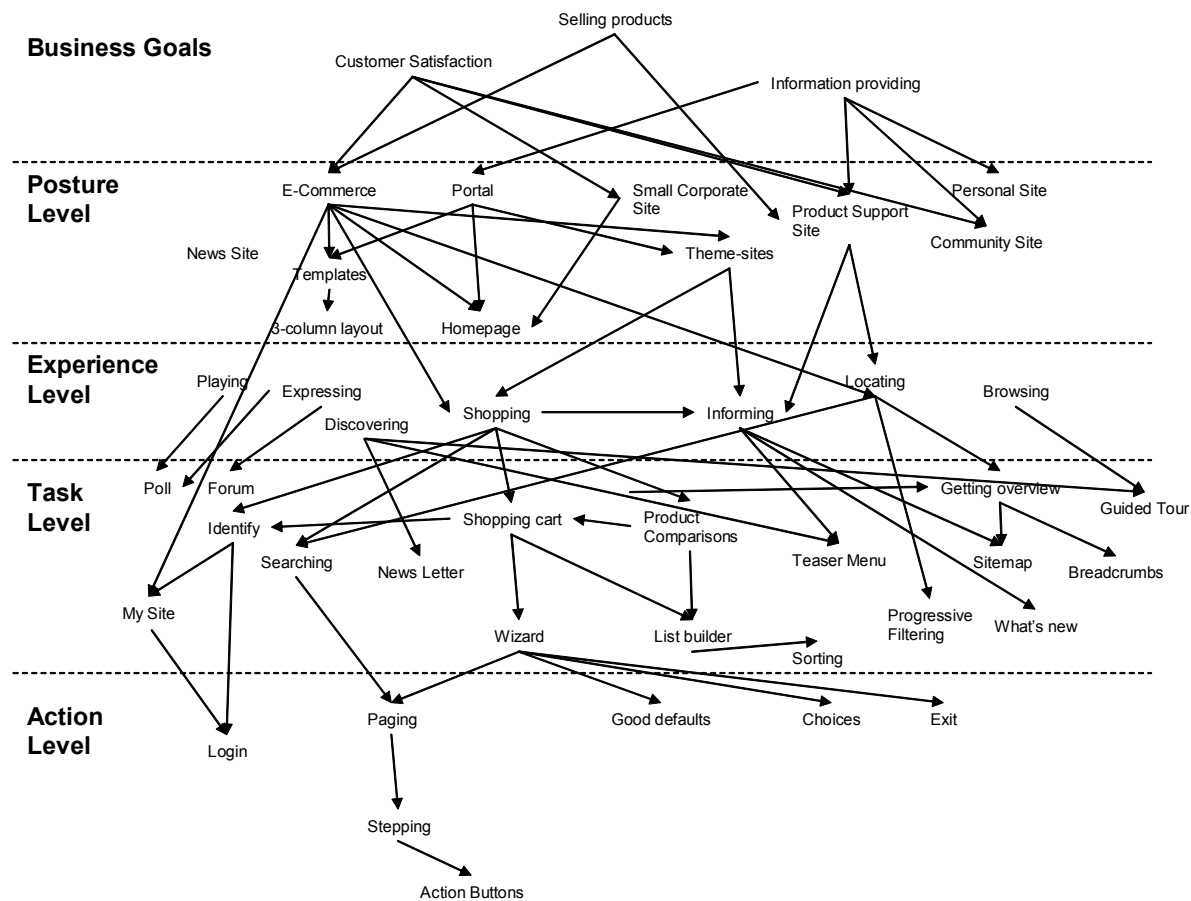 Selling products
Business Goals
Customer Satisfaction
Information providing
Posture
Level
E-Commerce
Portal
Small Corporate
Site
Personal Site
Product Support
Site
Community Site
News Site
Theme-sites
Templates
3-column layout
Homepage
Experience
Level
Playing
Expressing
Locating
Browsing
Discovering
Shopping
Informing
Task
Level
Poll
Forum
Getting overview
Guided Tour
Identify
Shopping cart
Product
Comparisons
Searching
News Letter
Teaser Menu
Sitemap
Breadcrumbs
My Site
Progressive
Filtering
What's new
Wizard
List builder
Sorting
Action
Level
Paging
Good defaults
Choices
Exit
Login
Stepping
Action Buttons